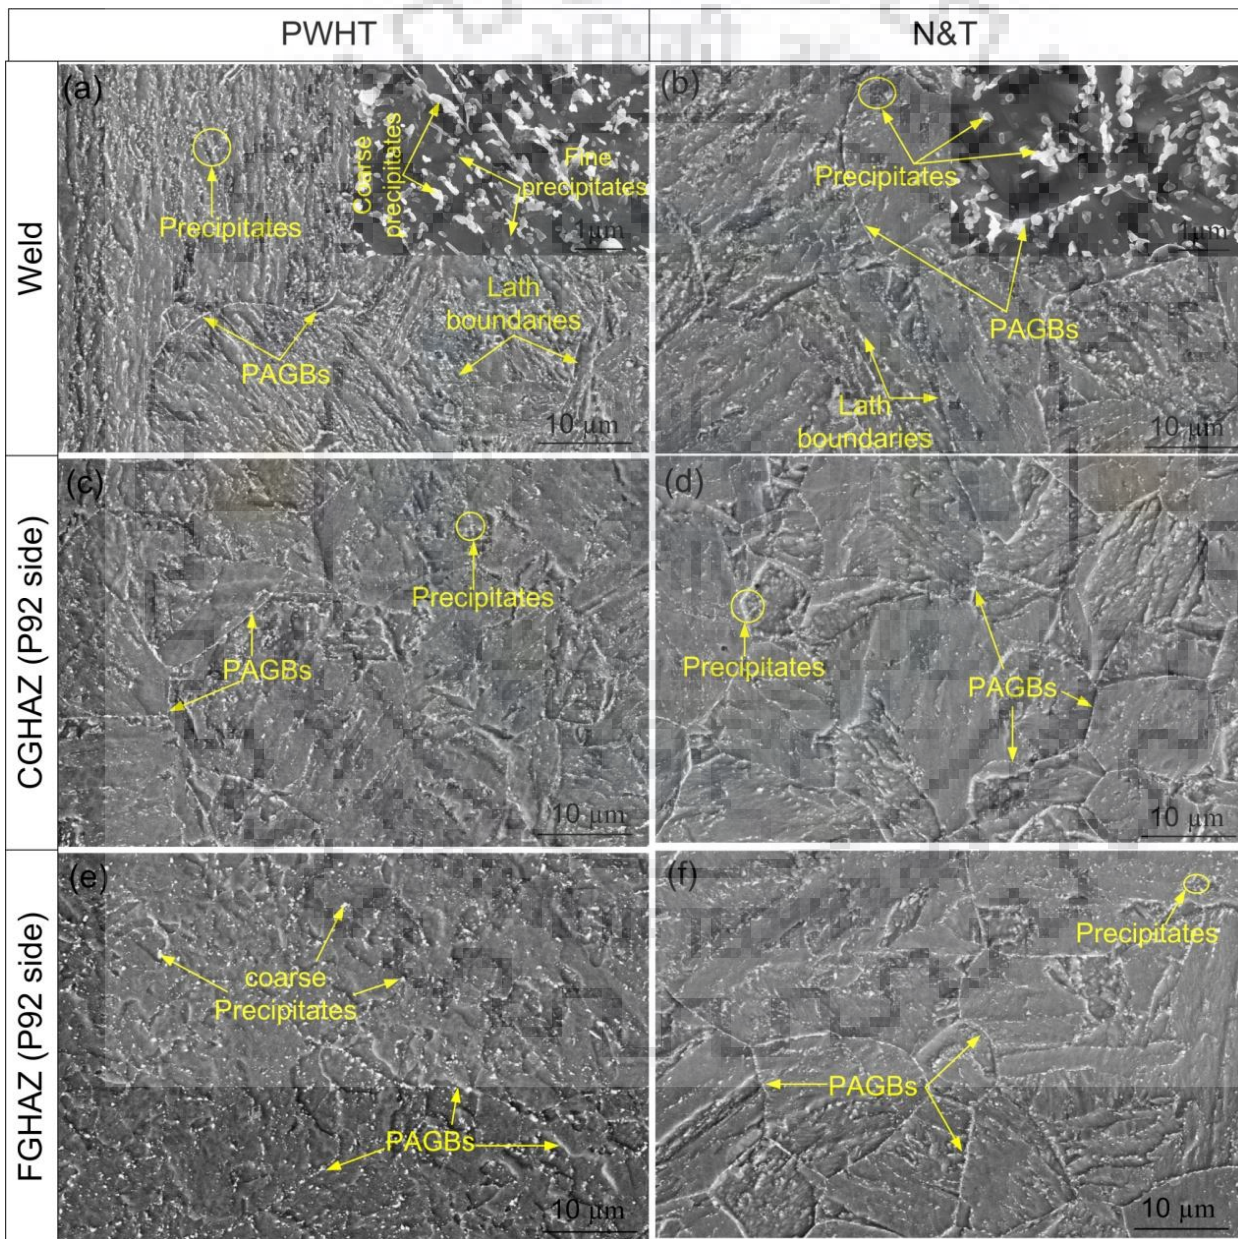 PWHT
N&T
Weld
(a)
Precipitates
Coarse
precipitates
Fine
precipitates
1µm
Lath
boundaries
PAGBs
10 µm
(b)
Precipitates
1µm
PAGBs
Lath
boundaries
10 µm
CGHAZ (P92 side)
(c)
Precipitates
PAGBs
10 µm
(d)
Precipitates
PAGBs
10 µm
FGHAZ (P92 side)
(e)
coarse
Precipitates
PAGBs
10 µm
(f)
Precipitates
PAGBs
10 µm